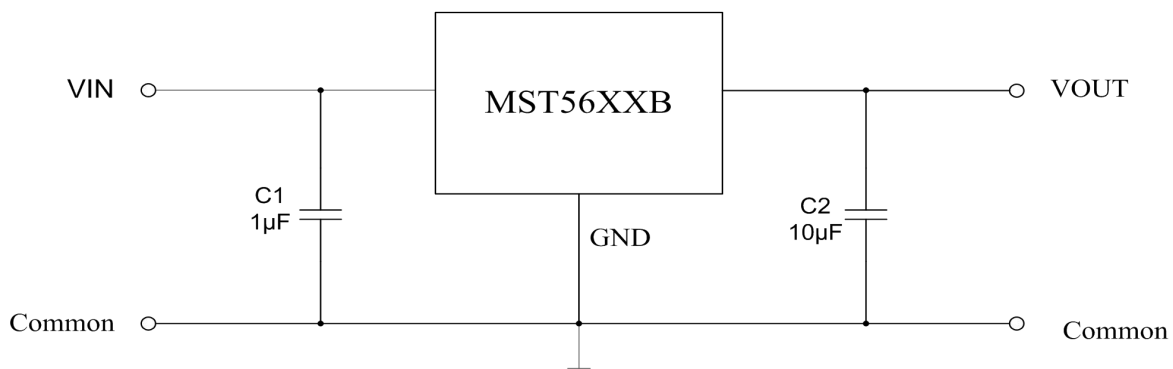 VIN
MST56XXB
VOUT
C1
1µF
C2
10µF
GND
Common
Common